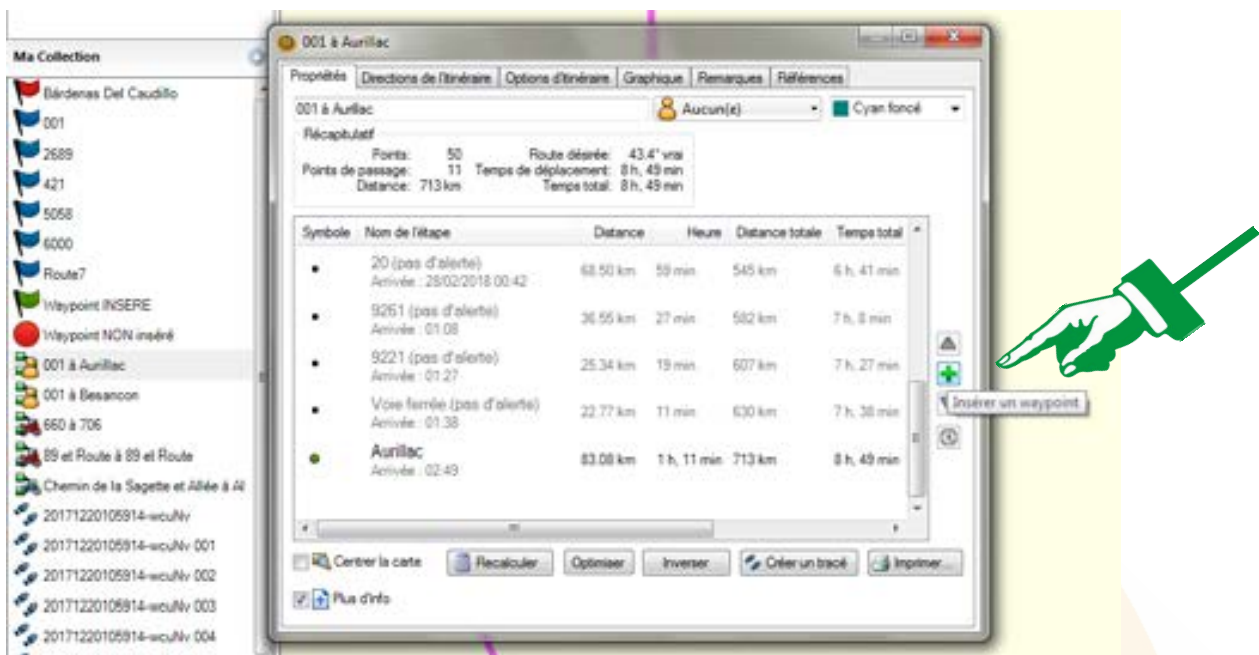 Ma Collection
Bárdenas Del Caudillo
001
2689
421
5058
6000
Route7
Waypoint INSERE
Waypoint NON inséré
001 à Aurillac
001 à Besancon
660 à 706
89 et Route à 89 et Route
Chemin de la Sagette et Allée à Al
20171220105914-wcuNv
20171220105914-wcuNv 001
20171220105914-wcuNv 002
20171220105914-wcuNv 003
20171220105914-wcuNv 004
001 à Aurillac
Propriétés Directions de l'itinéraire Options d'itinéraire Graphique Remarques Références
001 à Aurillac Aucun(e) Cyan foncé
Récapitulatif
Points: 50 Route désirée: 43.4° vrai
Points de passage: 11 Temps de déplacement: 8 h, 49 min
Distance: 713 km Temps total: 8 h, 49 min
Symbole Nom de l'étape Distance Heure Distance totale Temps total
20 (pas d'alerte) 68.50 km 59 min 545 km 6 h, 41 min
Arrivée : 28/02/2018 00:42
9261 (pas d'alerte) 36.55 km 27 min 582 km 7 h, 8 min
Arrivée : 01:08
9221 (pas d'alerte) 25.34 km 19 min 607 km 7 h, 27 min
Arrivée : 01:27
Voie ferrée (pas d'alerte) 22.77 km 11 min 630 km 7 h, 38 min
Arrivée : 01:38
Aurillac 83.08 km 1 h, 11 min 713 km 8 h, 49 min
Arrivée : 02:49
Insérer un waypoint
Centrer la carte Recalculer Optimiser Inverser Créer un tracé Imprimer...
Plus d'info